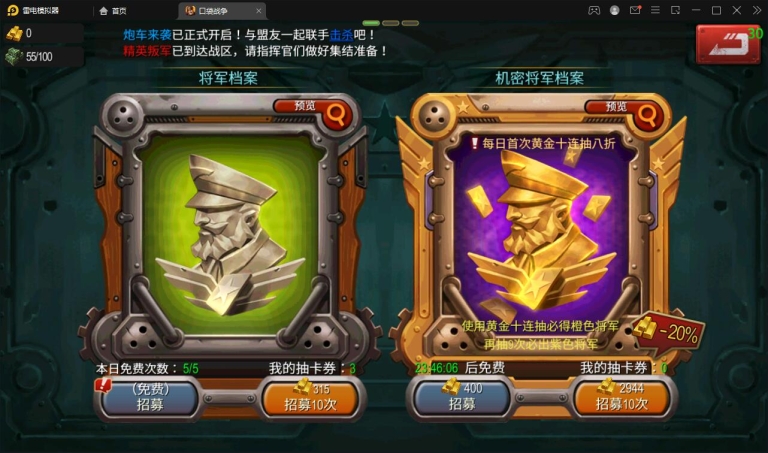 雷电模拟器
首页
口袋战争
0
55/100
炮车来袭已正式开启！与盟友一起联手击杀吧！
精英叛军已到达战区，请指挥官们做好集结准备！
30
将军档案
机密将军档案
预览
预览
每日首次黄金十连抽八折
使用黄金十连抽必得橙色将军
再抽9次必出紫色将军
-20%
本日免费次数：5/5
我的抽卡券：3
23:46:06 后免费
我的抽卡券：0
（免费）
招募
315
招募10次
400
招募
2944
招募10次